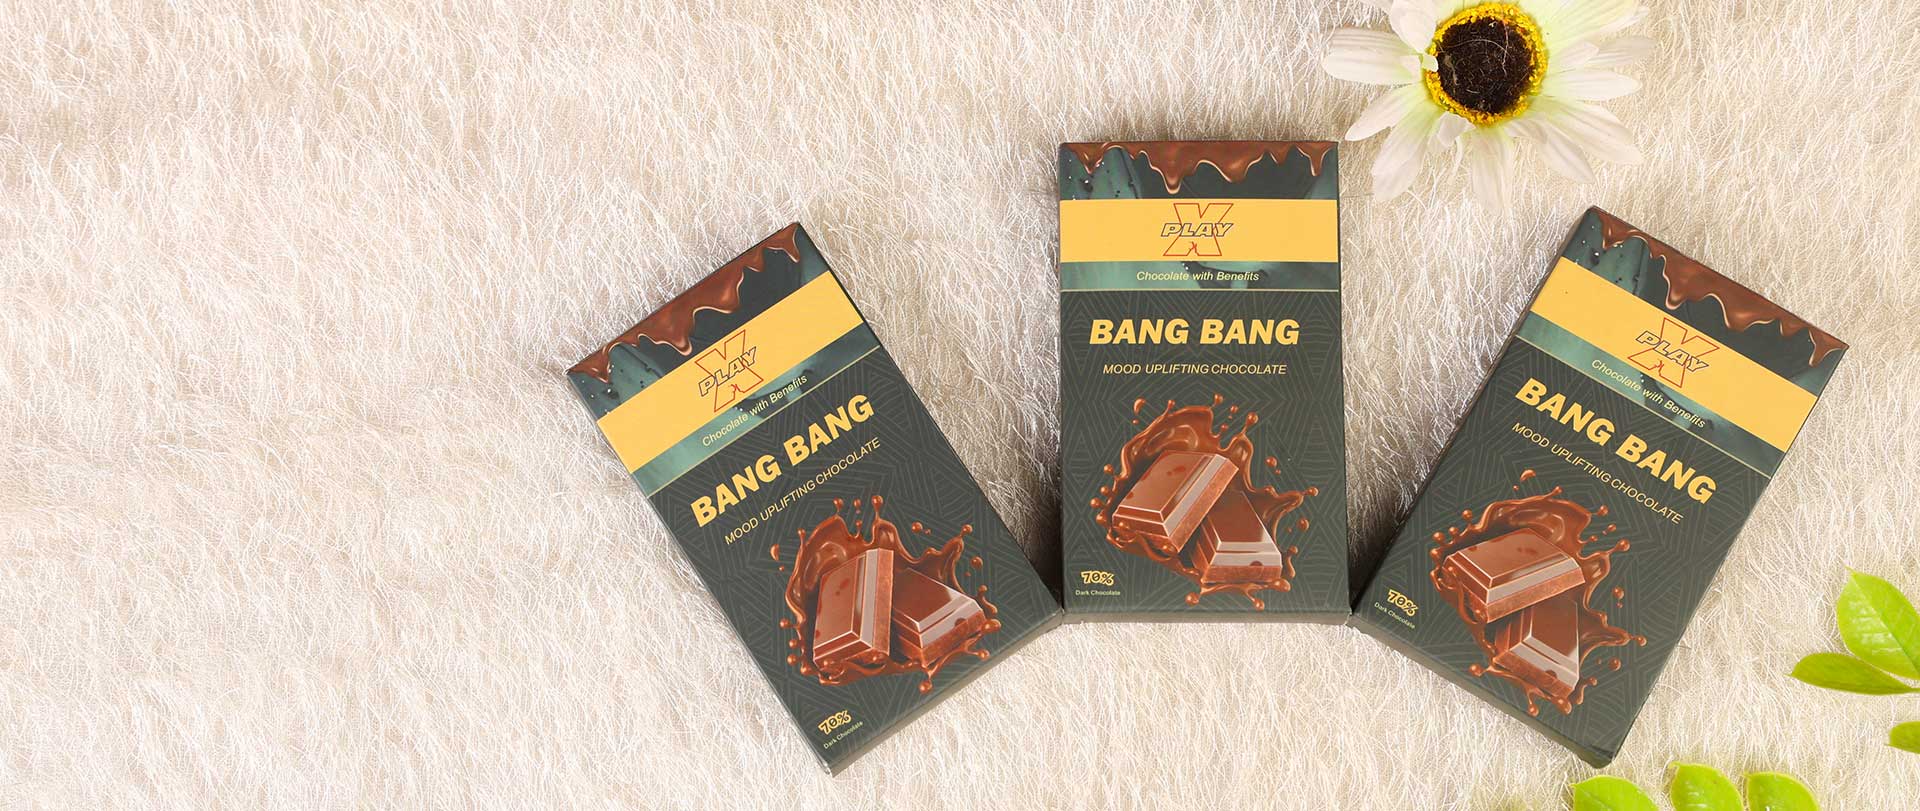 X
PLAY
Chocolate with Benefits
BANG BANG
MOOD UPLIFTING CHOCOLATE
70%
Dark Chocolate
X
PLAY
Chocolate with Benefits
BANG BANG
MOOD UPLIFTING CHOCOLATE
70%
Dark Chocolate
X
PLAY
Chocolate with Benefits
BANG BANG
MOOD UPLIFTING CHOCOLATE
70%
Dark Chocolate